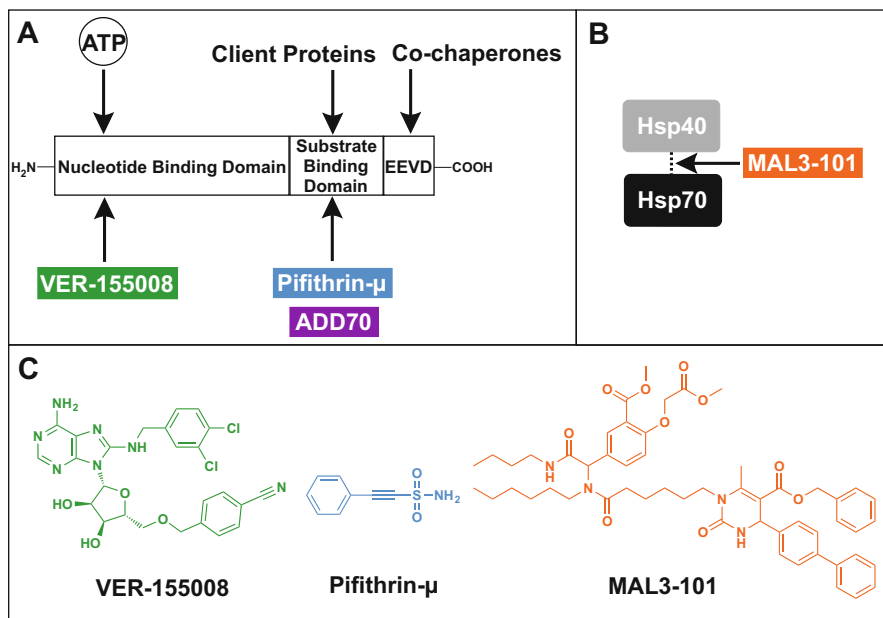 A
ATP
Client Proteins
Co-chaperones
H₂N
Nucleotide Binding Domain
Substrate
Binding
Domain
EEVD
COOH
VER-155008
Pifithrin-μ
ADD70
B
Hsp40
MAL3-101
Hsp70
C
NH₂
N
N
N
N
NH
Cl
Cl
O
HO
HO
O
N
VER-155008
O
S
NH₂
O
Pifithrin-μ
O
O
O
O
O
O
N
H
N
O
N
O
N
H
O
O
MAL3-101